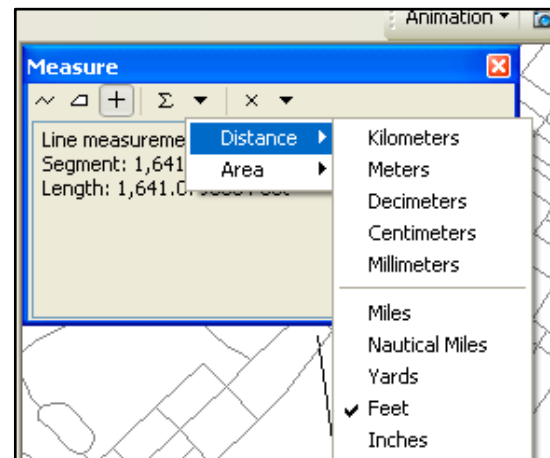 Animation
Measure
Σ
Line measureme
Segment: 1,641
Length: 1,641.0
Distance
Area
Kilometers
Meters
Decimeters
Centimeters
Millimeters
Miles
Nautical Miles
Yards
Feet
Inches